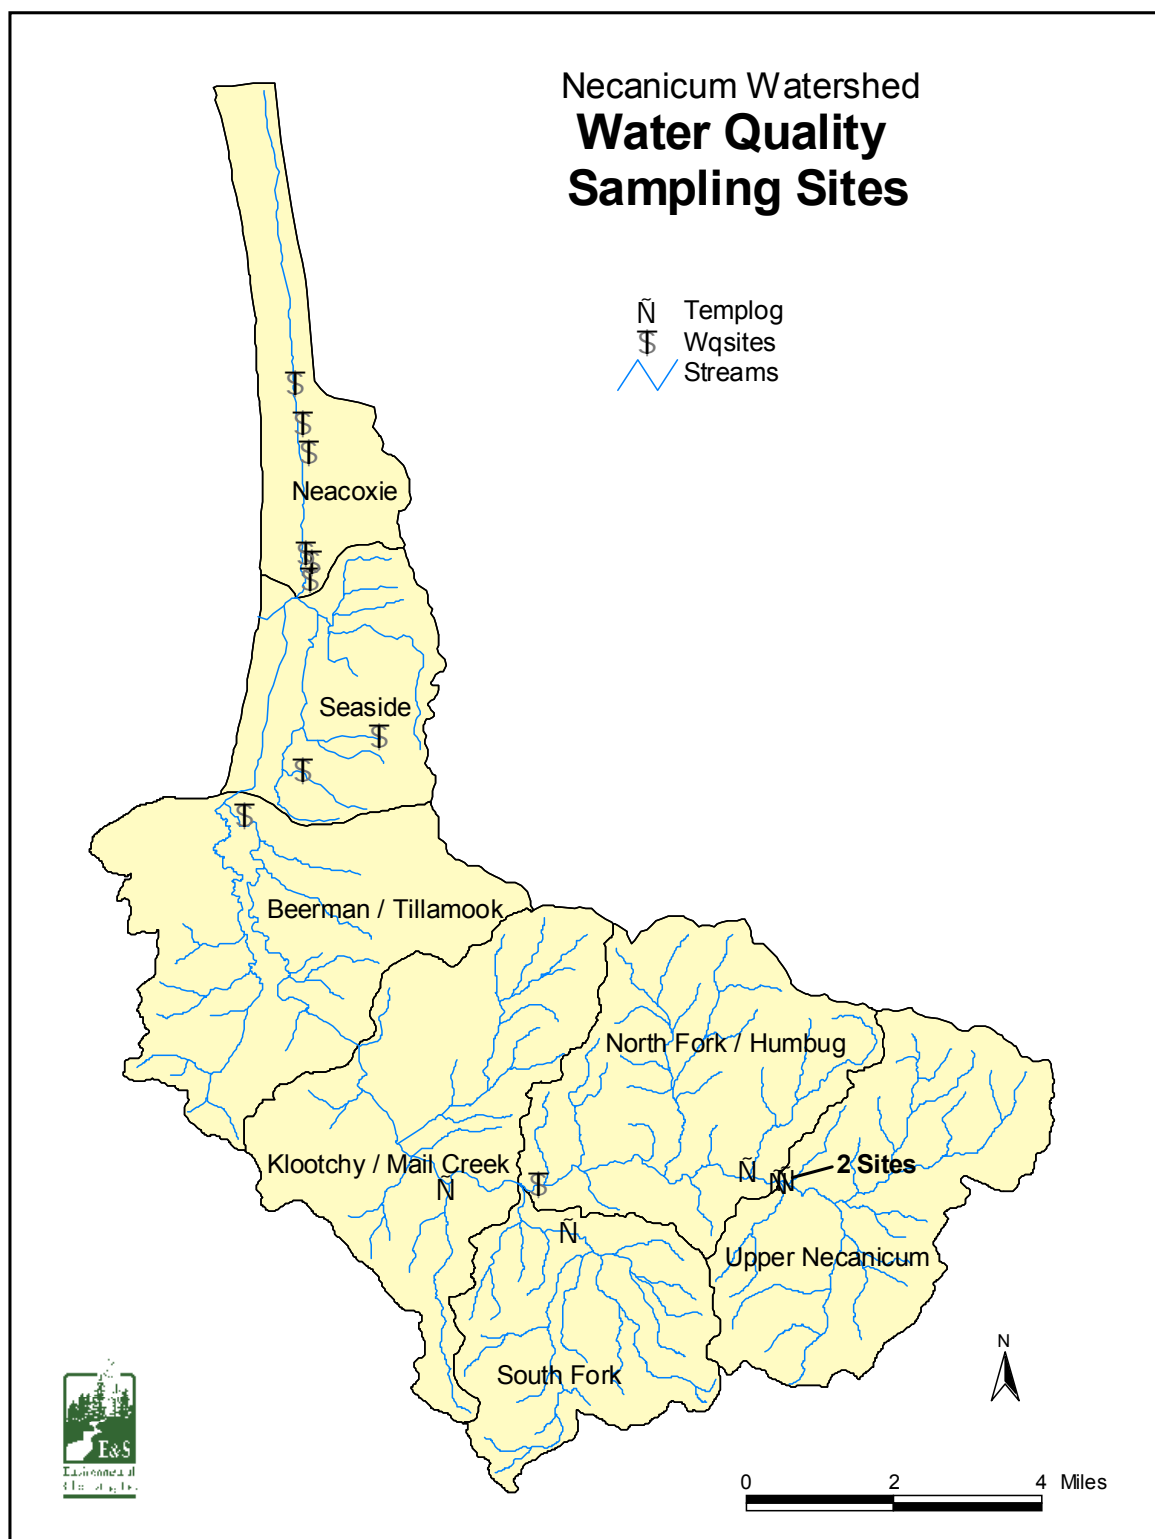 Necanicum Watershed
Water Quality
Sampling Sites
Ñ Templog
Wqsites
Streams
Neacoxie
Seaside
Beerman / Tillamook
North Fork / Humbug
Klootchy / Mail Creek
Ñ
2 Sites
Ñ
Ñ
Ñ
Ñ
Upper Necanicum
South Fork
N
E&S
0 2 4 Miles